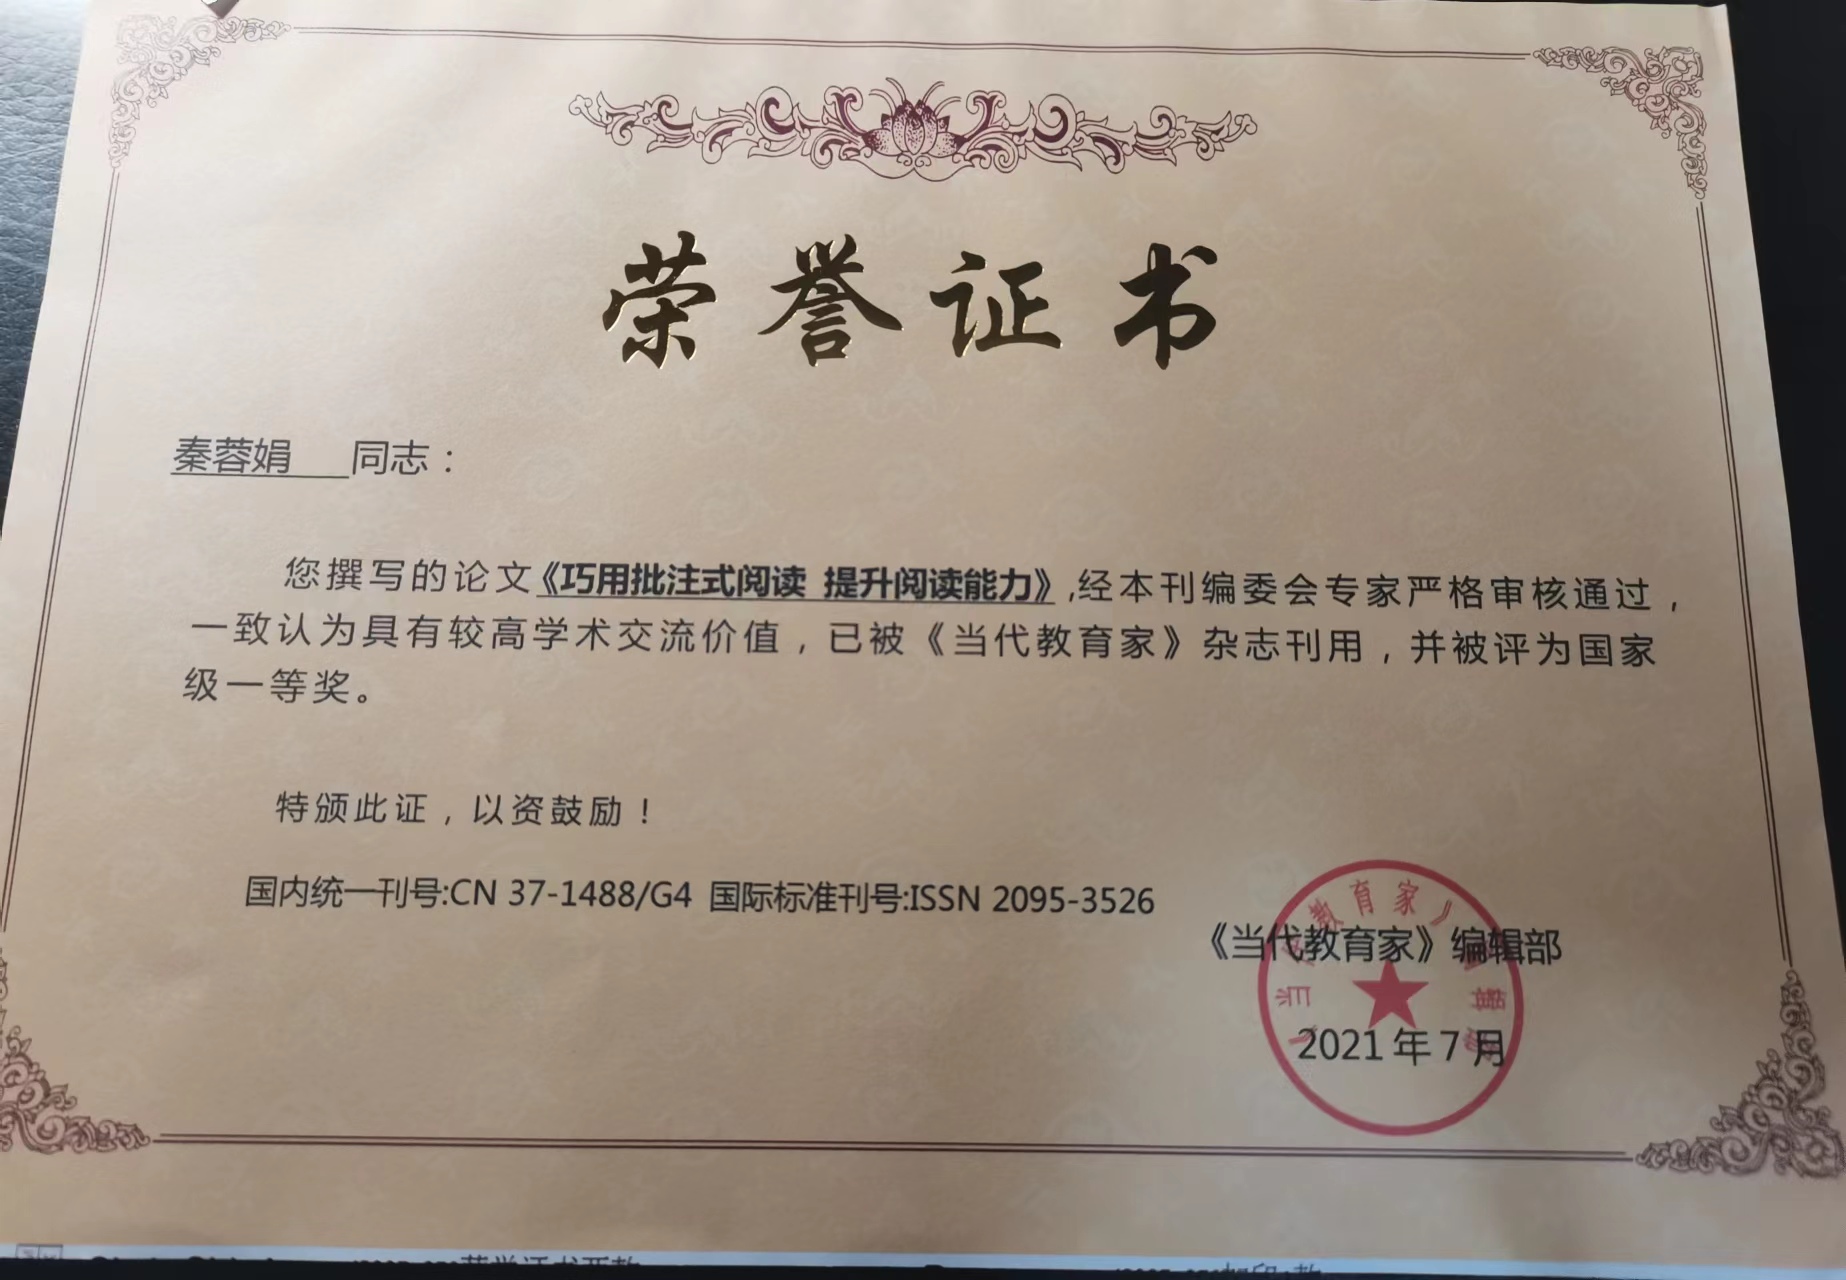 荣誉证书
秦蓉娟 同志：
您撰写的论文《巧用批注式阅读 提升阅读能力》,经本刊编委会专家严格审核通过，
一致认为具有较高学术交流价值，已被《当代教育家》杂志刊用，并被评为国家
级一等奖。
特颁此证，以资鼓励！
国内统一刊号:CN 37-1488/G4 国际标准刊号:ISSN 2095-3526
《当代教育家》编辑部
2021年7月